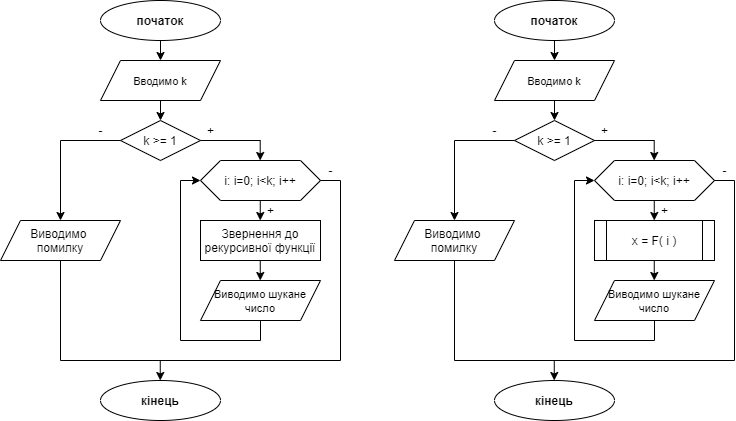 початок
Вводимо k
k >= 1
-
+
i: i=0; i<k; i++
-
+
Виводимо
помилку
Звернення до
рекурсивної функції
Виводимо шукане
число
кінець
початок
Вводимо k
k >= 1
-
+
i: i=0; i<k; i++
-
+
Виводимо
помилку
x = F( i )
Виводимо шукане
число
кінець